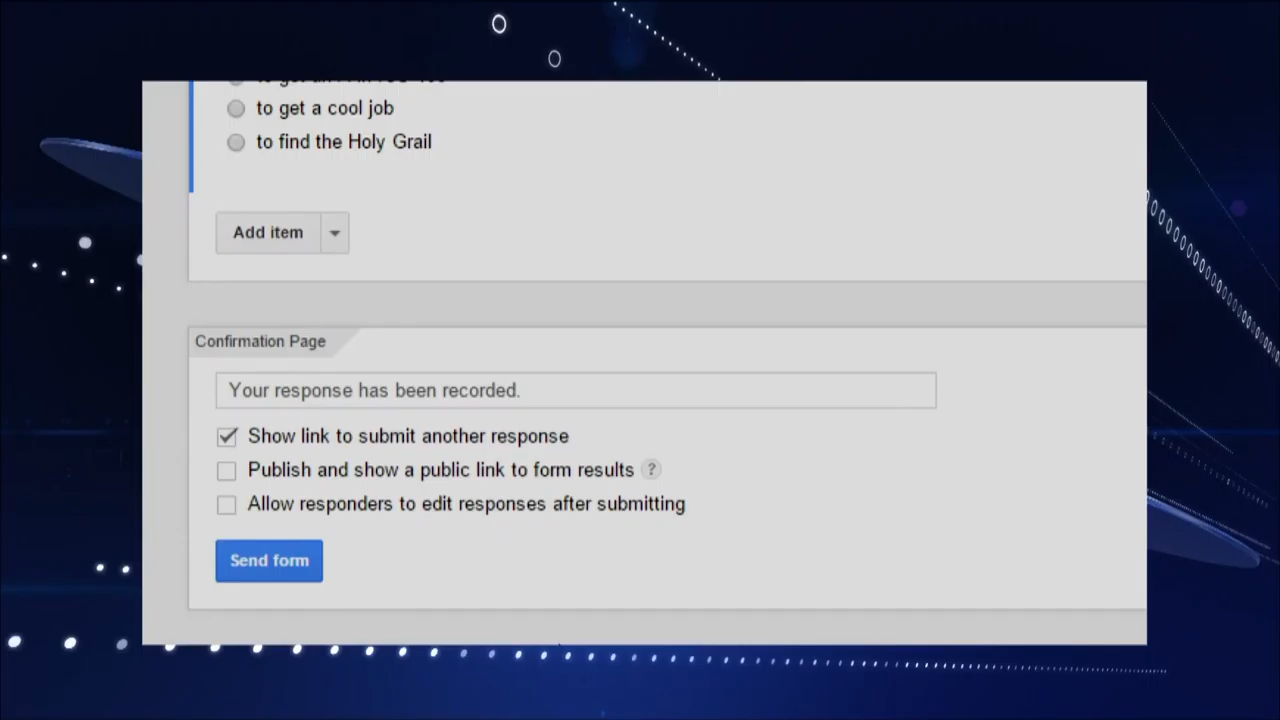 to get a cool job
to find the Holy Grail
Add item
Confirmation Page
Your response has been recorded.
Show link to submit another response
Publish and show a public link to form results ?
Allow responders to edit responses after submitting
Send form